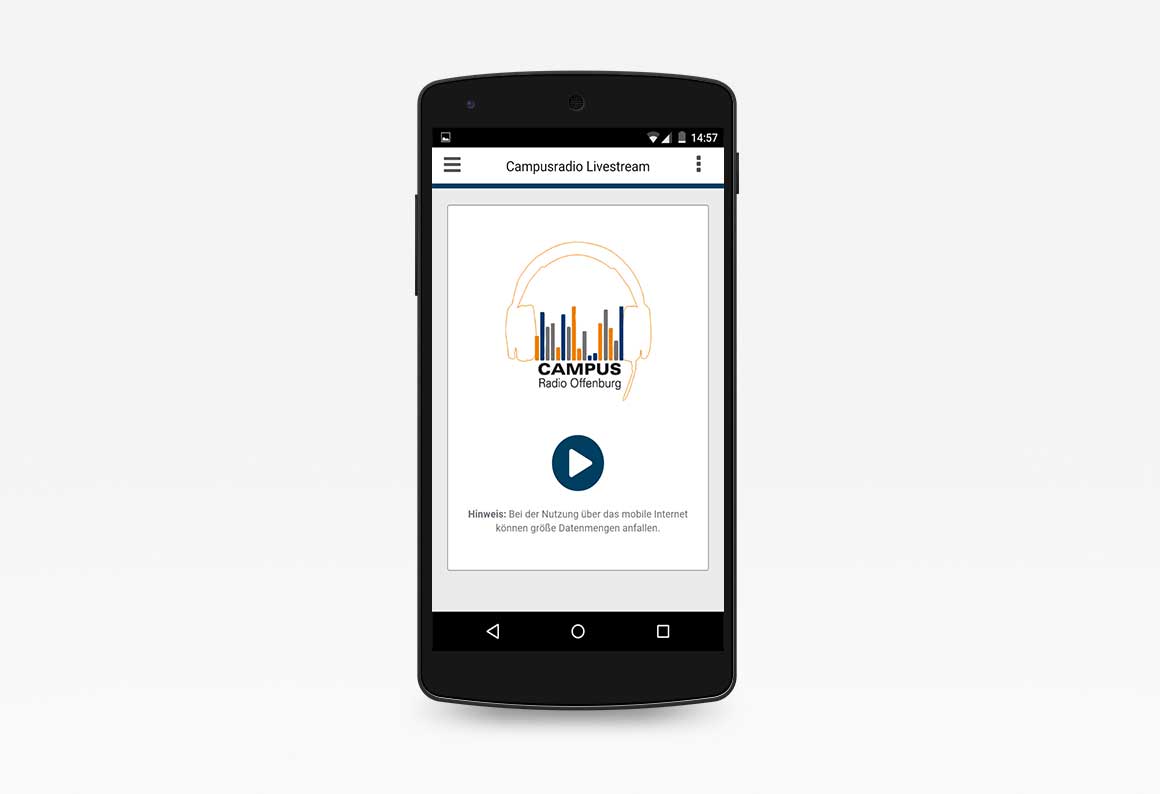 14:57
Campusradio Livestream
CAMPUS
Radio Offenburg
Hinweis: Bei der Nutzung über das mobile Internet
können größe Datenmengen anfallen.